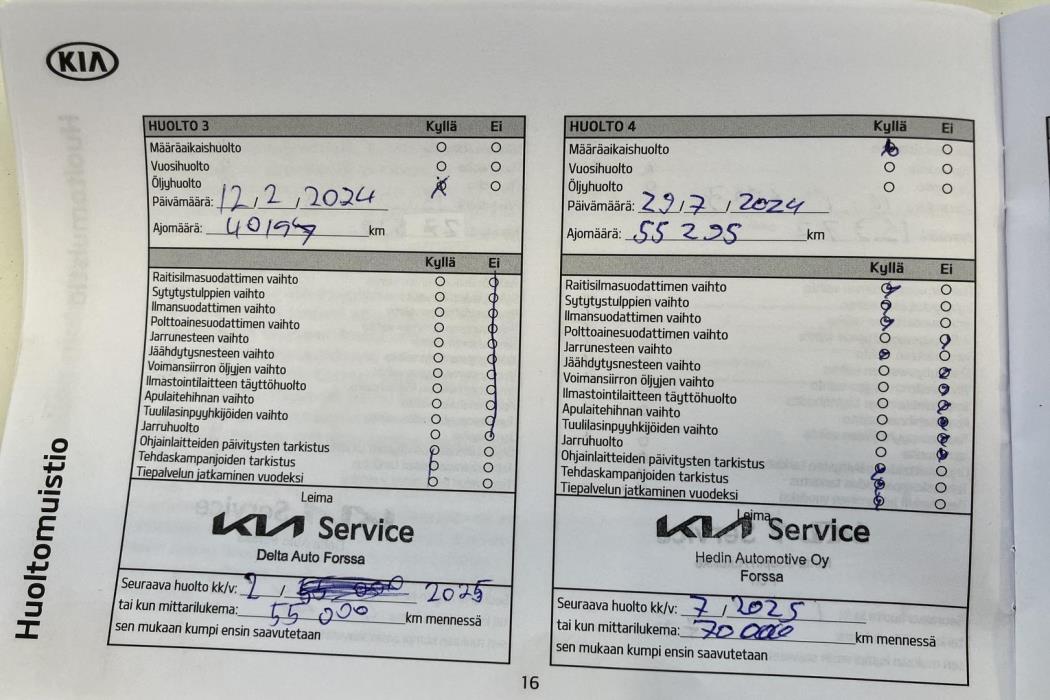 KIA
Huoltomuistio
HUOLTO 3 Kyllä Ei
Määräaikaishuolto
Vuosihuolto
Öljyhuolto
Päivämäärä: 12,2,2024
Ajomäärä: 40197 km
Kyllä Ei
Raitisilmasuodattimen vaihto
Sytytystulppien vaihto
Ilmansuodattimen vaihto
Polttoainesuodattimen vaihto
Jarrunesteen vaihto
Jäähdytysnesteen vaihto
Voimansiirron öljyjen vaihto
Ilmastointilaitteen täyttöhuolto
Apulaitehihnan vaihto
Tuulilasinpyyhkijöiden vaihto
Jarruhuolto
Ohjainlaitteiden päivitysten tarkistus
Tehdaskampanjoiden tarkistus
Tiepalvelun jatkaminen vuodeksi
Leima
KIA Service
Delta Auto Forssa
Seuraava huolto kk/v: 2 / 2025
tai kun mittarilukema: 55 000 km mennessä
sen mukaan kumpi ensin saavutetaan
HUOLTO 4 Kyllä Ei
Määräaikaishuolto
Vuosihuolto
Öljyhuolto
Päivämäärä: 29,7,2024
Ajomäärä: 55 295 km
Kyllä Ei
Raitisilmasuodattimen vaihto
Sytytystulppien vaihto
Ilmansuodattimen vaihto
Polttoainesuodattimen vaihto
Jarrunesteen vaihto
Jäähdytysnesteen vaihto
Voimansiirron öljyjen vaihto
Ilmastointilaitteen täyttöhuolto
Apulaitehihnan vaihto
Tuulilasinpyyhkijöiden vaihto
Jarruhuolto
Ohjainlaitteiden päivitysten tarkistus
Tehdaskampanjoiden tarkistus
Tiepalvelun jatkaminen vuodeksi
Leima
KIA Service
Hedin Automotive Oy
Forssa
Seuraava huolto kk/v: 7 / 2025
tai kun mittarilukema: 70 000 km mennessä
sen mukaan kumpi ensin saavutetaan
16